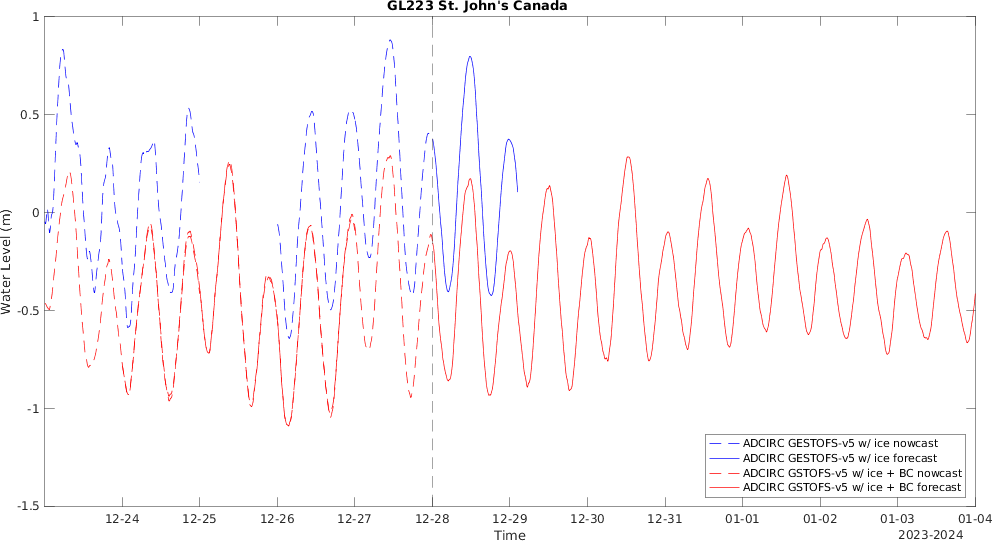 GL223 St. John's Canada
1
0.5
0
-0.5
-1
-1.5
Water Level (m)
12-24 12-25 12-26 12-27 12-28 12-29 12-30 12-31 01-01 01-02 01-03 01-04
Time
2023-2024
ADCIRC GESTOFS-v5 w/ ice nowcast
ADCIRC GESTOFS-v5 w/ ice forecast
ADCIRC GSTOFS-v5 w/ ice + BC nowcast
ADCIRC GSTOFS-v5 w/ ice + BC forecast